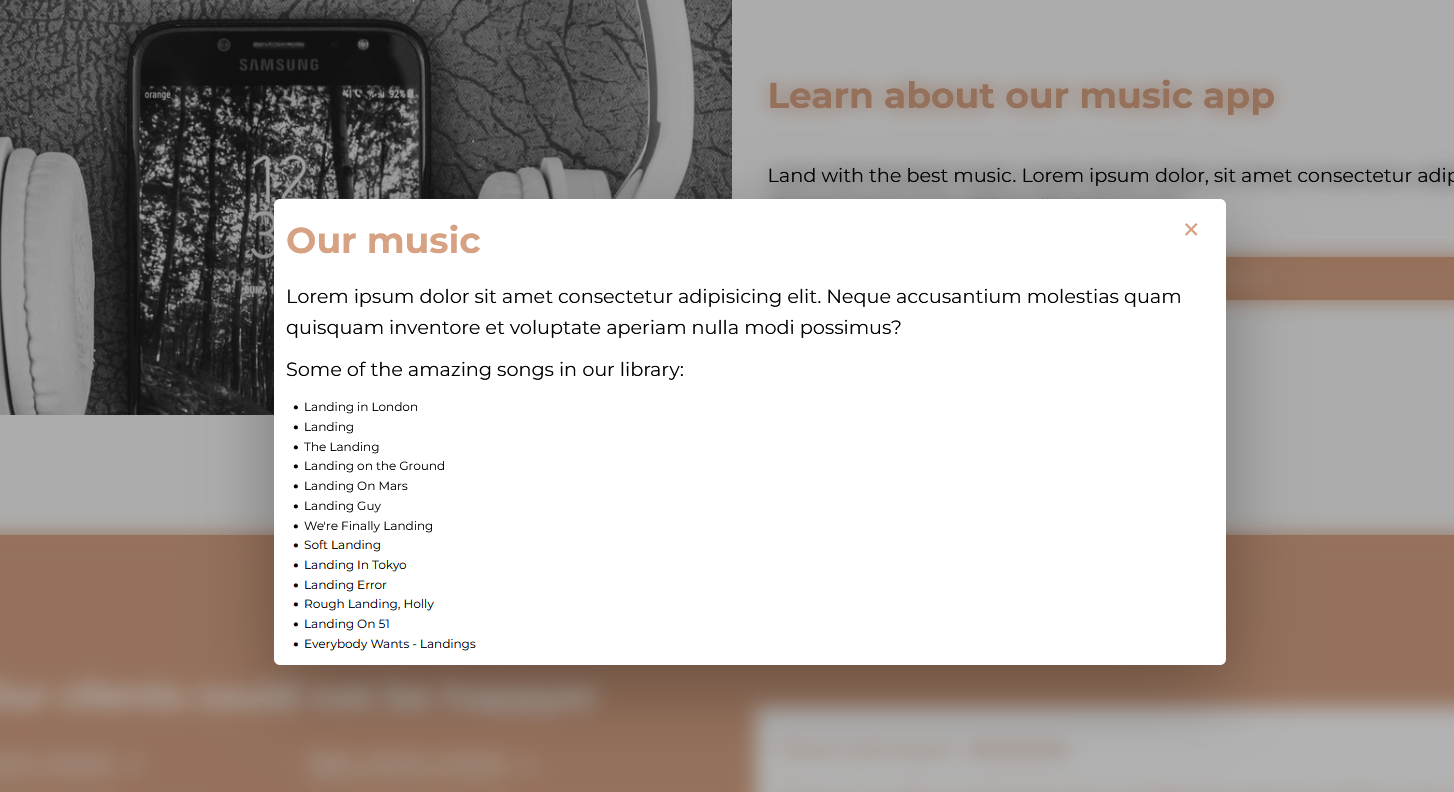 SAMSUNG
orange
92%
12
Learn about our music app
Land with the best music. Lorem ipsum dolor, sit amet consectetur
Our music
Lorem ipsum dolor sit amet consectetur adipisicing elit. Neque accusantium molestias quam
quisquam inventore et voluptate aperiam nulla modi possimus?
Some of the amazing songs in our library:
• Landing in London
• Landing
• The Landing
• Landing on the Ground
• Landing On Mars
• Landing Guy
• We're Finally Landing
• Soft Landing
• Landing In Tokyo
• Landing Error
• Rough Landing, Holly
• Landing On 51
• Everybody Wants - Landings